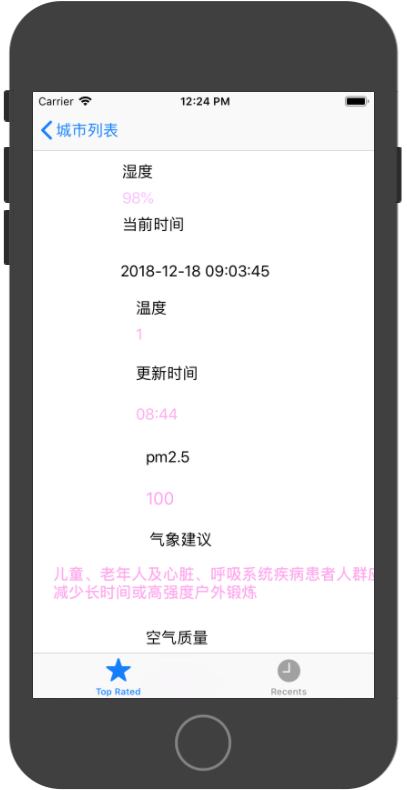 Carrier 12:24 PM
城市列表
湿度
98%
当前时间
2018-12-18 09:03:45
温度
1
更新时间
08:44
pm2.5
100
气象建议
儿童、老年人及心脏、呼吸系统疾病患者人群应
减少长时间或高强度户外锻炼
空气质量
Top Rated Recents